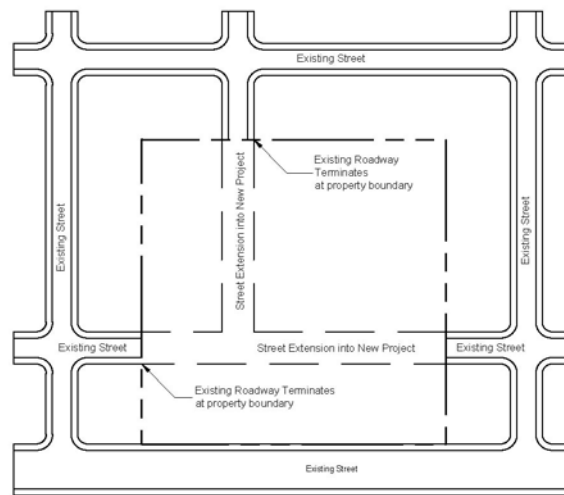 Existing Street
Existing Roadway
Terminates
at property boundary
Existing Street
Street Extension into New Project
Existing Street
Existing Street
Street Extension into New Project
Existing Street
Existing Roadway Terminates
at property boundary
Existing Street